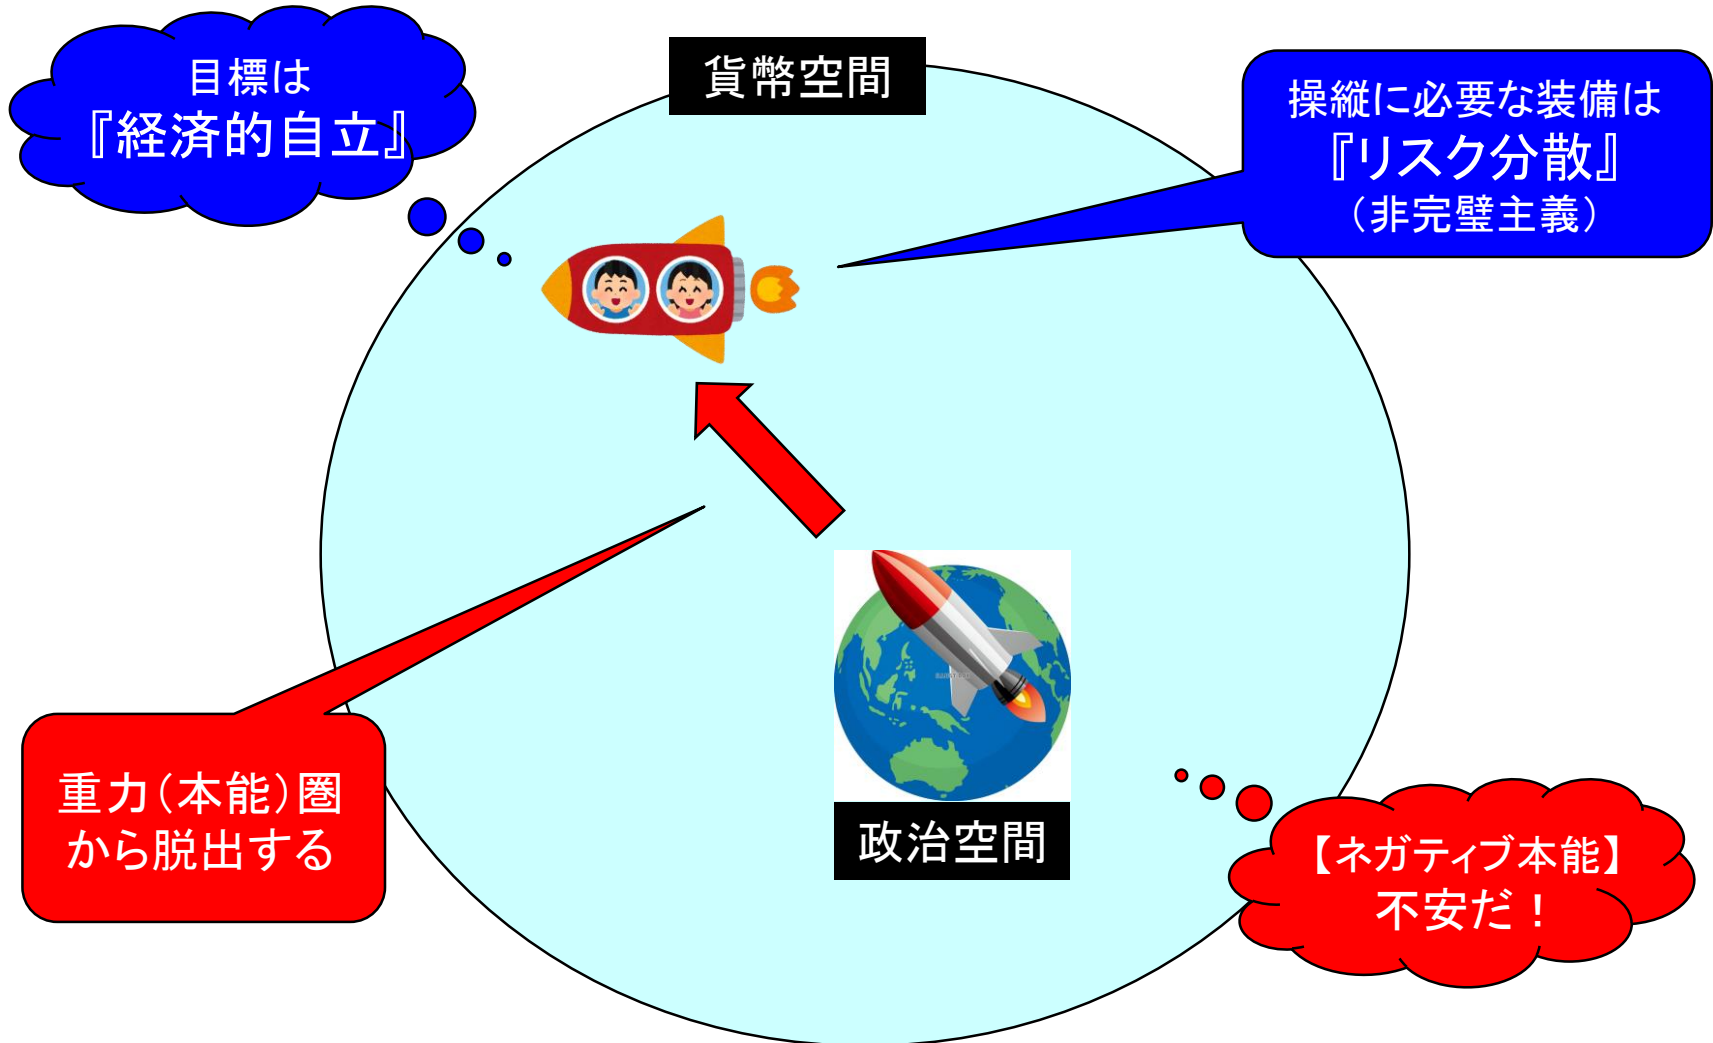 目標は
『経済的自立』
貨幣空間
操縦に必要な装備は
『リスク分散』
（非完璧主義）
重力（本能）圏
から脱出する
政治空間
【ネガティブ本能】
不安だ！